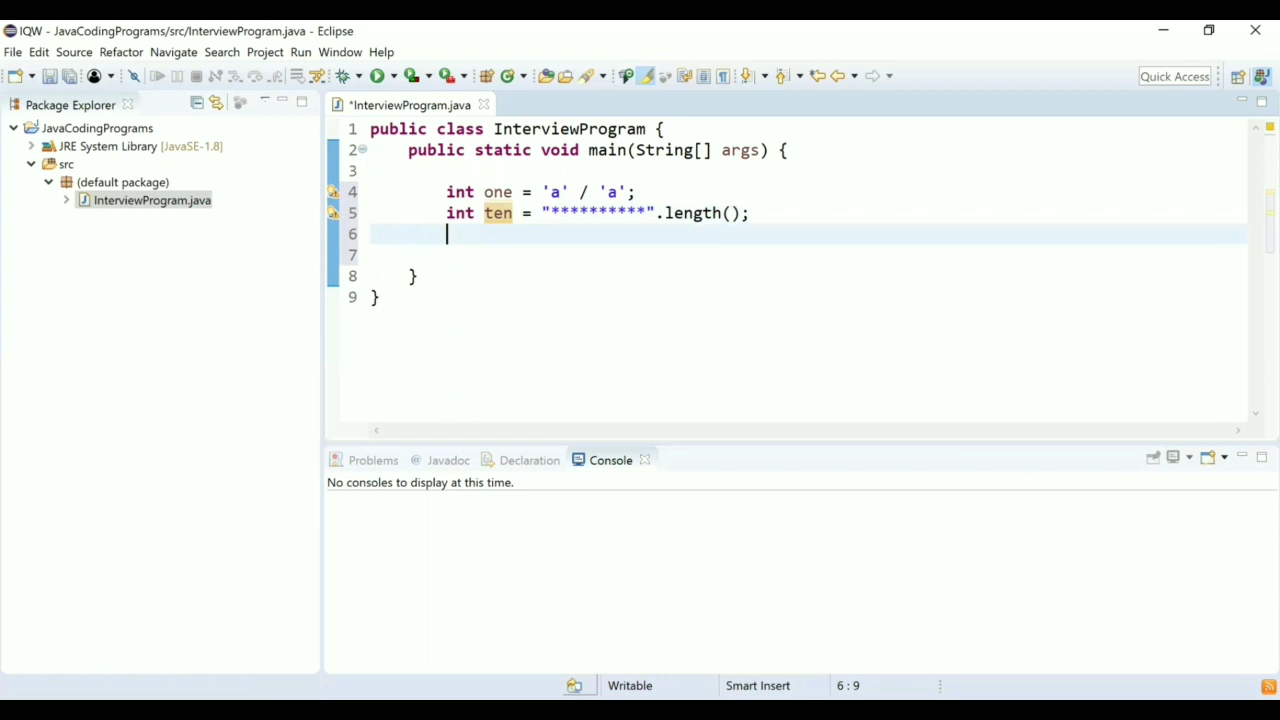 IQW - JavaCodingPrograms/src/InterviewProgram.java - Eclipse
File Edit Source Refactor Navigate Search Project Run Window Help
Quick Access
Package Explorer
JavaCodingPrograms
JRE System Library [JavaSE-1.8]
src
(default package)
InterviewProgram.java
*InterviewProgram.java
1 public class InterviewProgram {
2 public static void main(String[] args) {
3
4 int one = 'a' / 'a';
5 int ten = "**********".length();
6
7
8 }
9 }
Problems @ Javadoc Declaration Console
No consoles to display at this time.
Writable Smart Insert 6 : 9